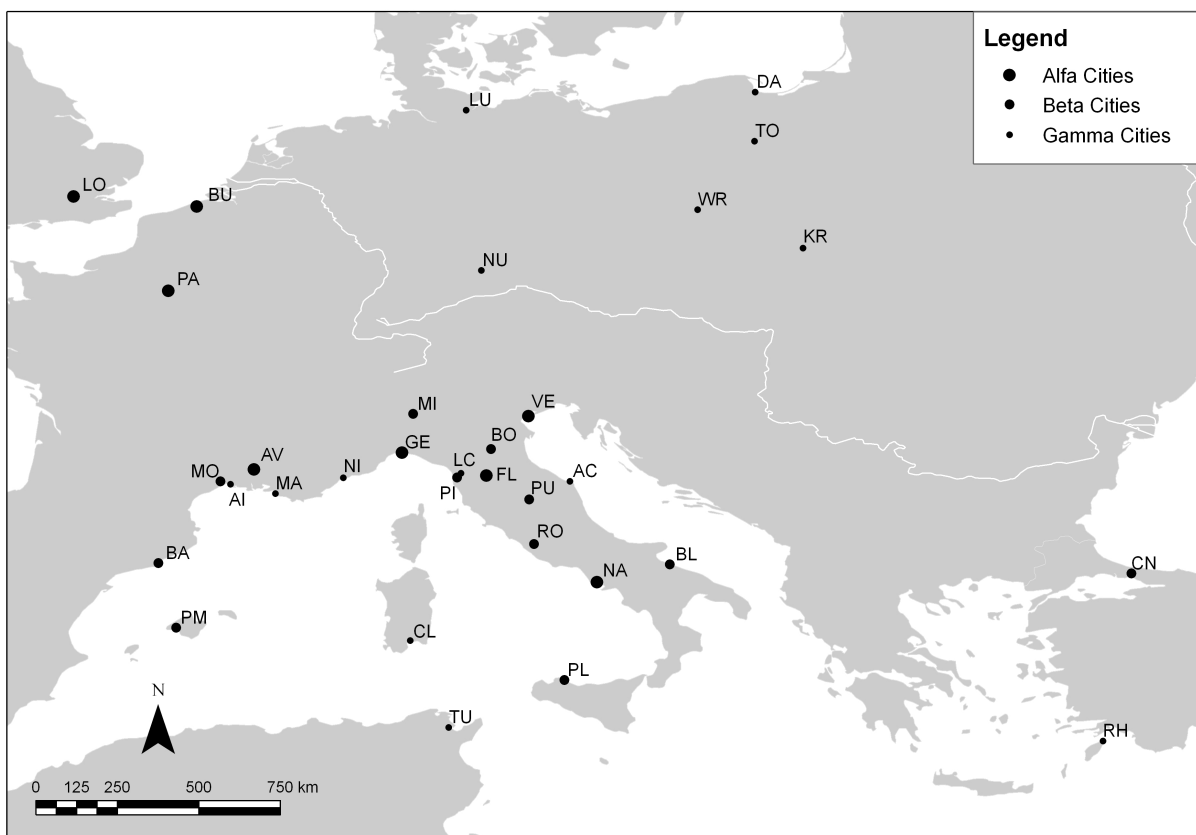 Legend
Alfa Cities
Beta Cities
Gamma Cities
DA
LU
TO
LO
BU
WR
KR
NU
PA
MI
VE
GE
BO
AV
NI
LC
FL
AC
MO
AI
MA
PI
PU
RO
BA
BL
CN
NA
PM
CL
PL
N
TU
RH
0 125 250 500 750 km